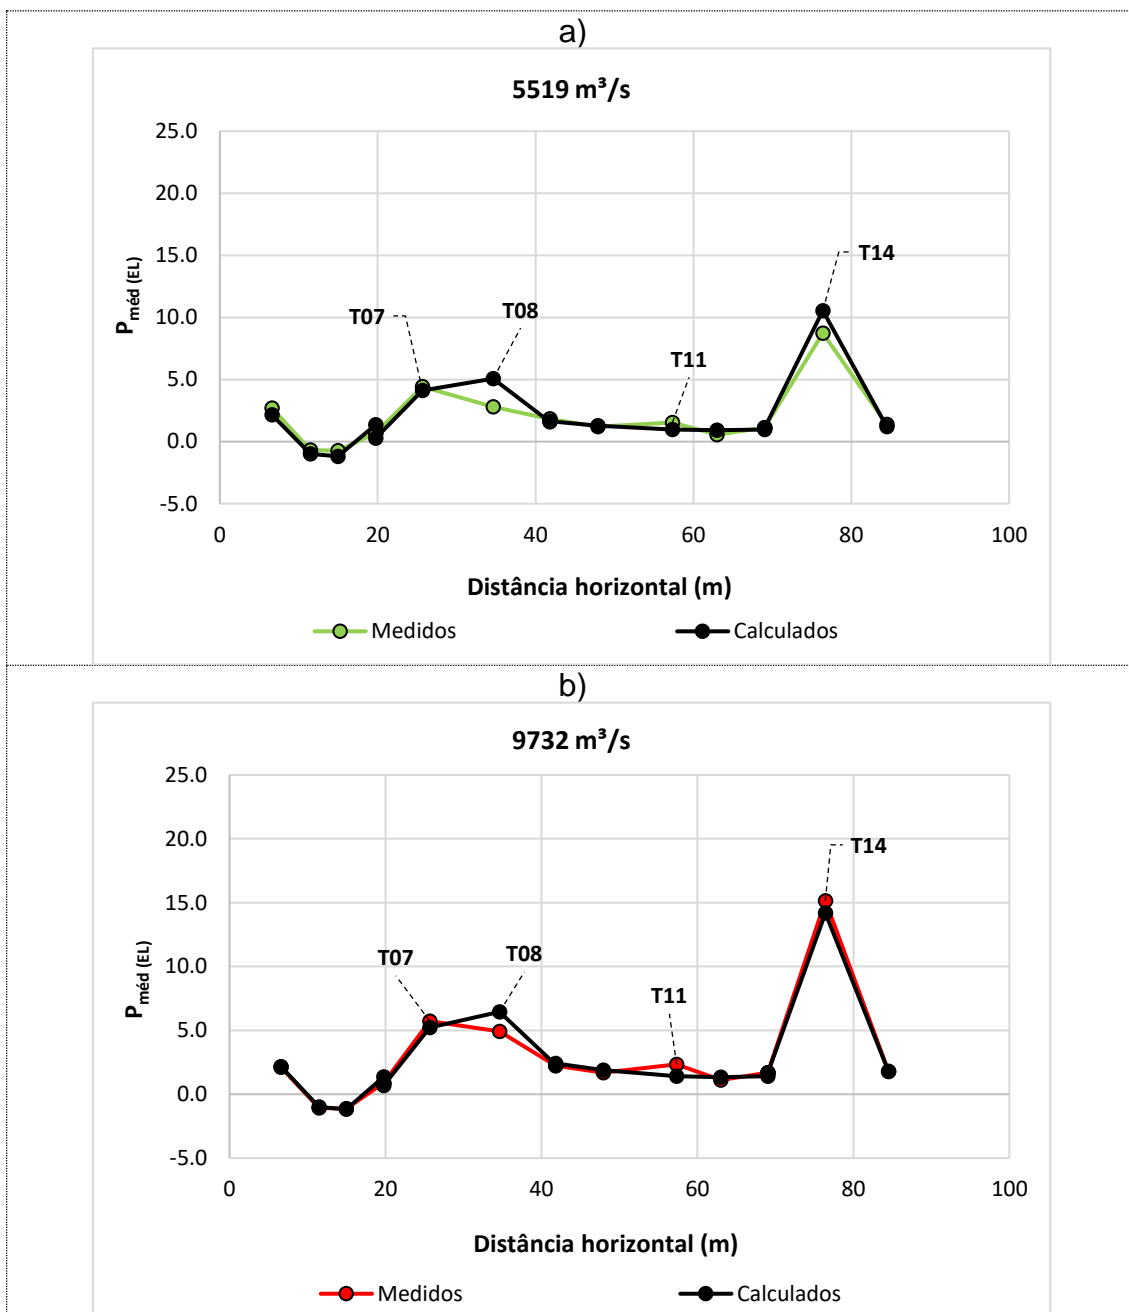 a)
5519 m³/s
25.0
20.0
15.0
10.0
5.0
0.0
-5.0
P méd (EL)
T07
T08
T11
T14
0 20 40 60 80 100
Distância horizontal (m)
Medidos Calculados
b)
9732 m³/s
25.0
20.0
15.0
10.0
5.0
0.0
-5.0
P méd (EL)
T07
T08
T11
T14
0 20 40 60 80 100
Distância horizontal (m)
Medidos Calculados